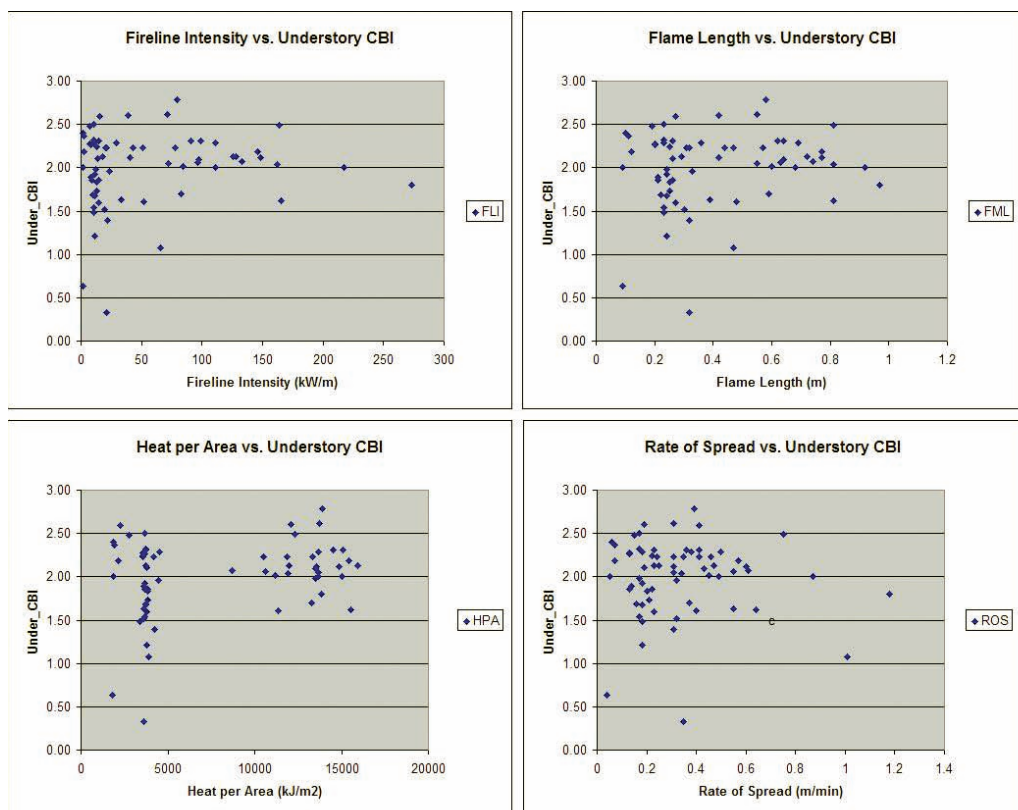 Fireline Intensity vs. Understory CBI
3.00
2.50
2.00
1.50
1.00
0.50
0.00
Under_CBI
0 50 100 150 200 250 300
Fireline Intensity (kW/m)
FLI
Flame Length vs. Understory CBI
3.00
2.50
2.00
1.50
1.00
0.50
0.00
Under_CBI
0 0.2 0.4 0.6 0.8 1 1.2
Flame Length (m)
FML
Heat per Area vs. Understory CBI
3.00
2.50
2.00
1.50
1.00
0.50
0.00
Under_CBI
0 5000 10000 15000 20000
Heat per Area (kJ/m2)
HPA
Rate of Spread vs. Understory CBI
3.00
2.50
2.00
1.50
1.00
0.50
0.00
Under_CBI
c
0 0.2 0.4 0.6 0.8 1 1.2 1.4
Rate of Spread (m/min)
ROS